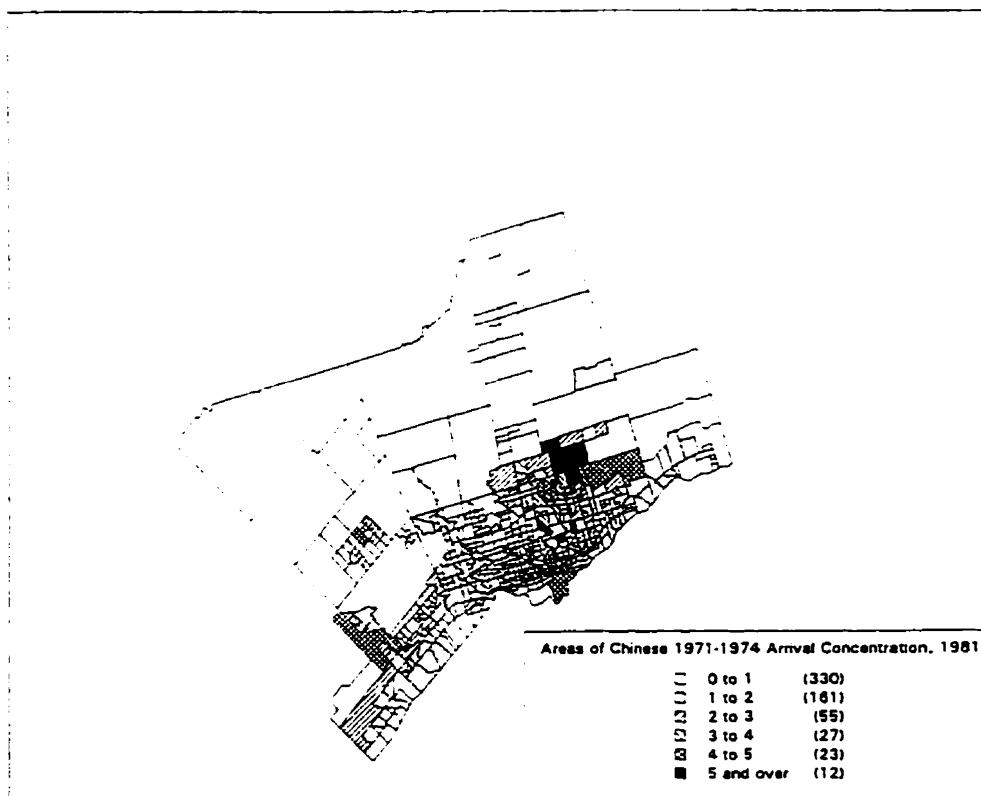 Areas of Chinese 1971-1974 Arrival Concentration, 1981
0 to 1 (330)
1 to 2 (161)
2 to 3 (55)
3 to 4 (27)
4 to 5 (23)
5 and over (12)